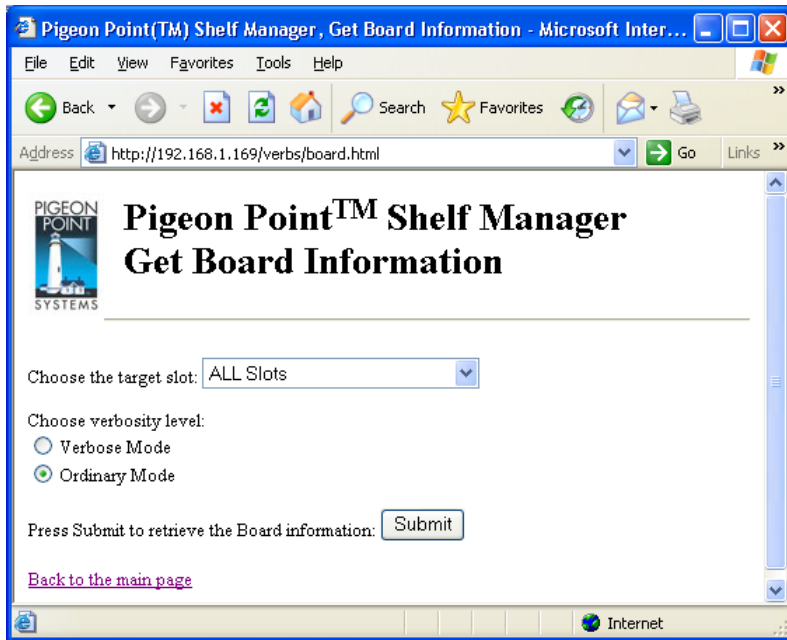 Pigeon Point(TM) Shelf Manager, Get Board Information - Microsoft Inter...
File Edit View Favorites Tools Help
Back Search Favorites »
Address http://192.168.1.169/verbs/board.html Go Links »
PIGEON
POINT
SYSTEMS
Pigeon Point™ Shelf Manager
Get Board Information
Choose the target slot: ALL Slots
Choose verbosity level:
Verbose Mode
Ordinary Mode
Press Submit to retrieve the Board information: Submit
Back to the main page
Internet